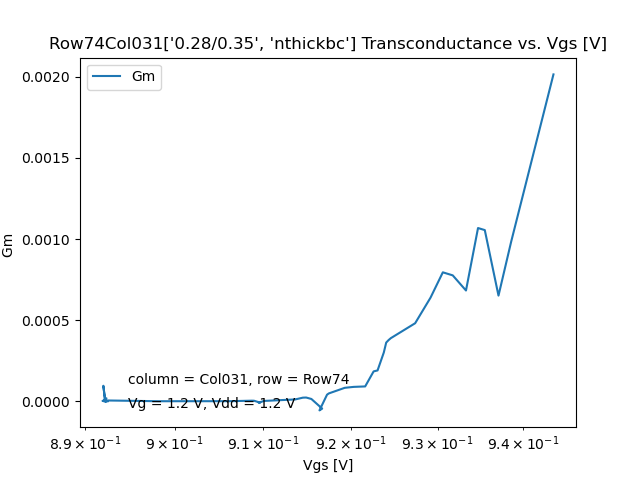 Row74Col031['0.28/0.35', 'nthickbc'] Transconductance vs. Vgs [V]
Gm
0.0020
0.0015
0.0010
0.0005
0.0000
Gm
column = Col031, row = Row74
Vg = 1.2 V, Vdd = 1.2 V
8.9 × 10⁻¹ 9 × 10⁻¹ 9.1 × 10⁻¹ 9.2 × 10⁻¹ 9.3 × 10⁻¹ 9.4 × 10⁻¹
Vgs [V]